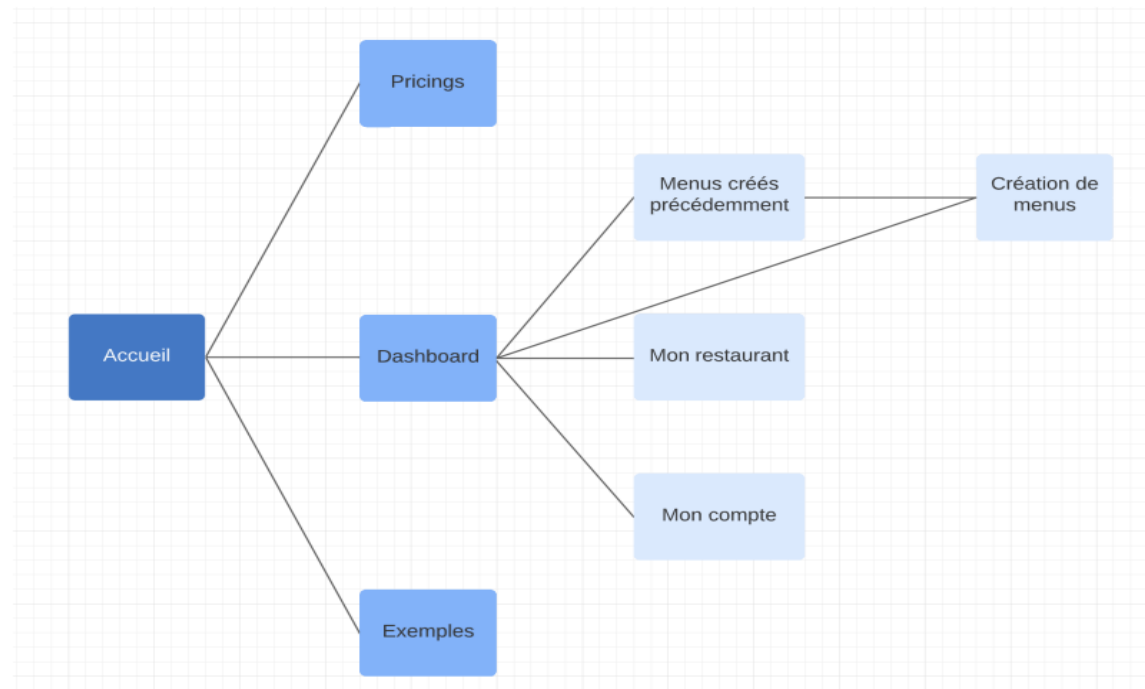 Pricings
Menus créés
précédemment
Création de
menus
Accueil
Dashboard
Mon restaurant
Mon compte
Exemples